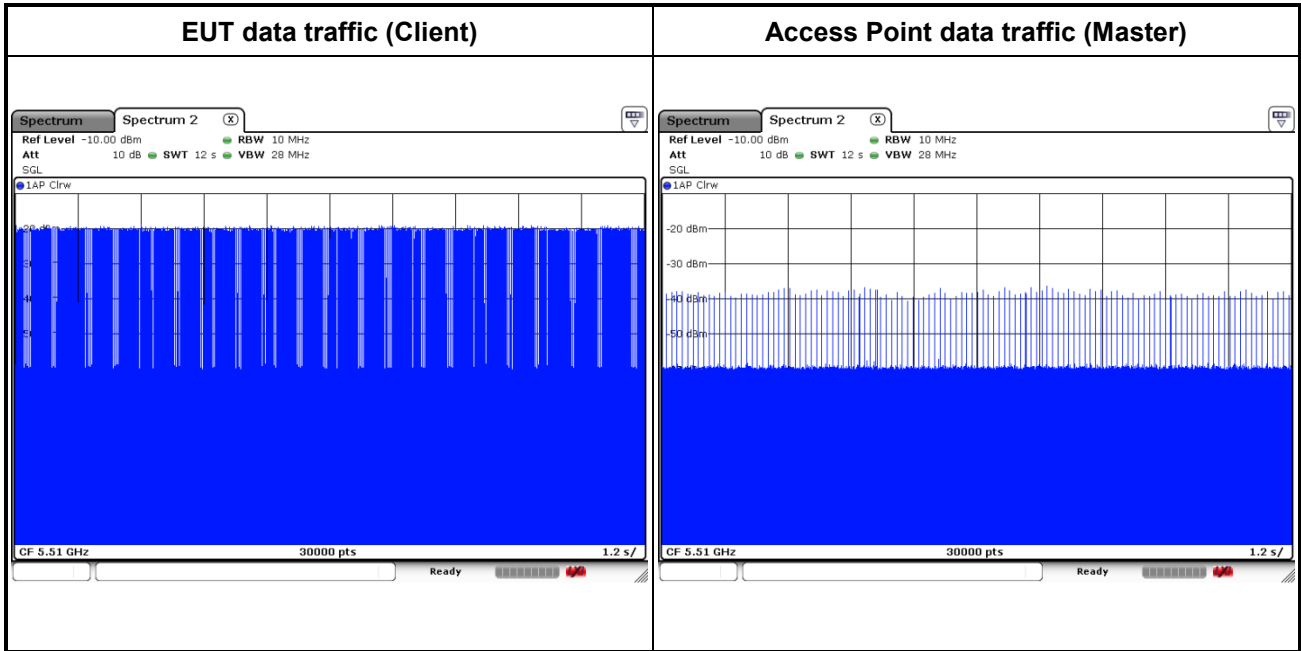 EUT data traffic (Client)
Access Point data traffic (Master)
Spectrum Spectrum 2 X
Ref Level -10.00 dBm RBW 10 MHz
Att 10 dB SWT 12 s VBW 28 MHz
SGL
1AP Clrw
CF 5.51 GHz 30000 pts 1.2 s/
Ready
Spectrum Spectrum 2 X
Ref Level -10.00 dBm RBW 10 MHz
Att 10 dB SWT 12 s VBW 28 MHz
SGL
1AP Clrw
-20 dBm
-30 dBm
-40 dBm
-50 dBm
CF 5.51 GHz 30000 pts 1.2 s/
Ready